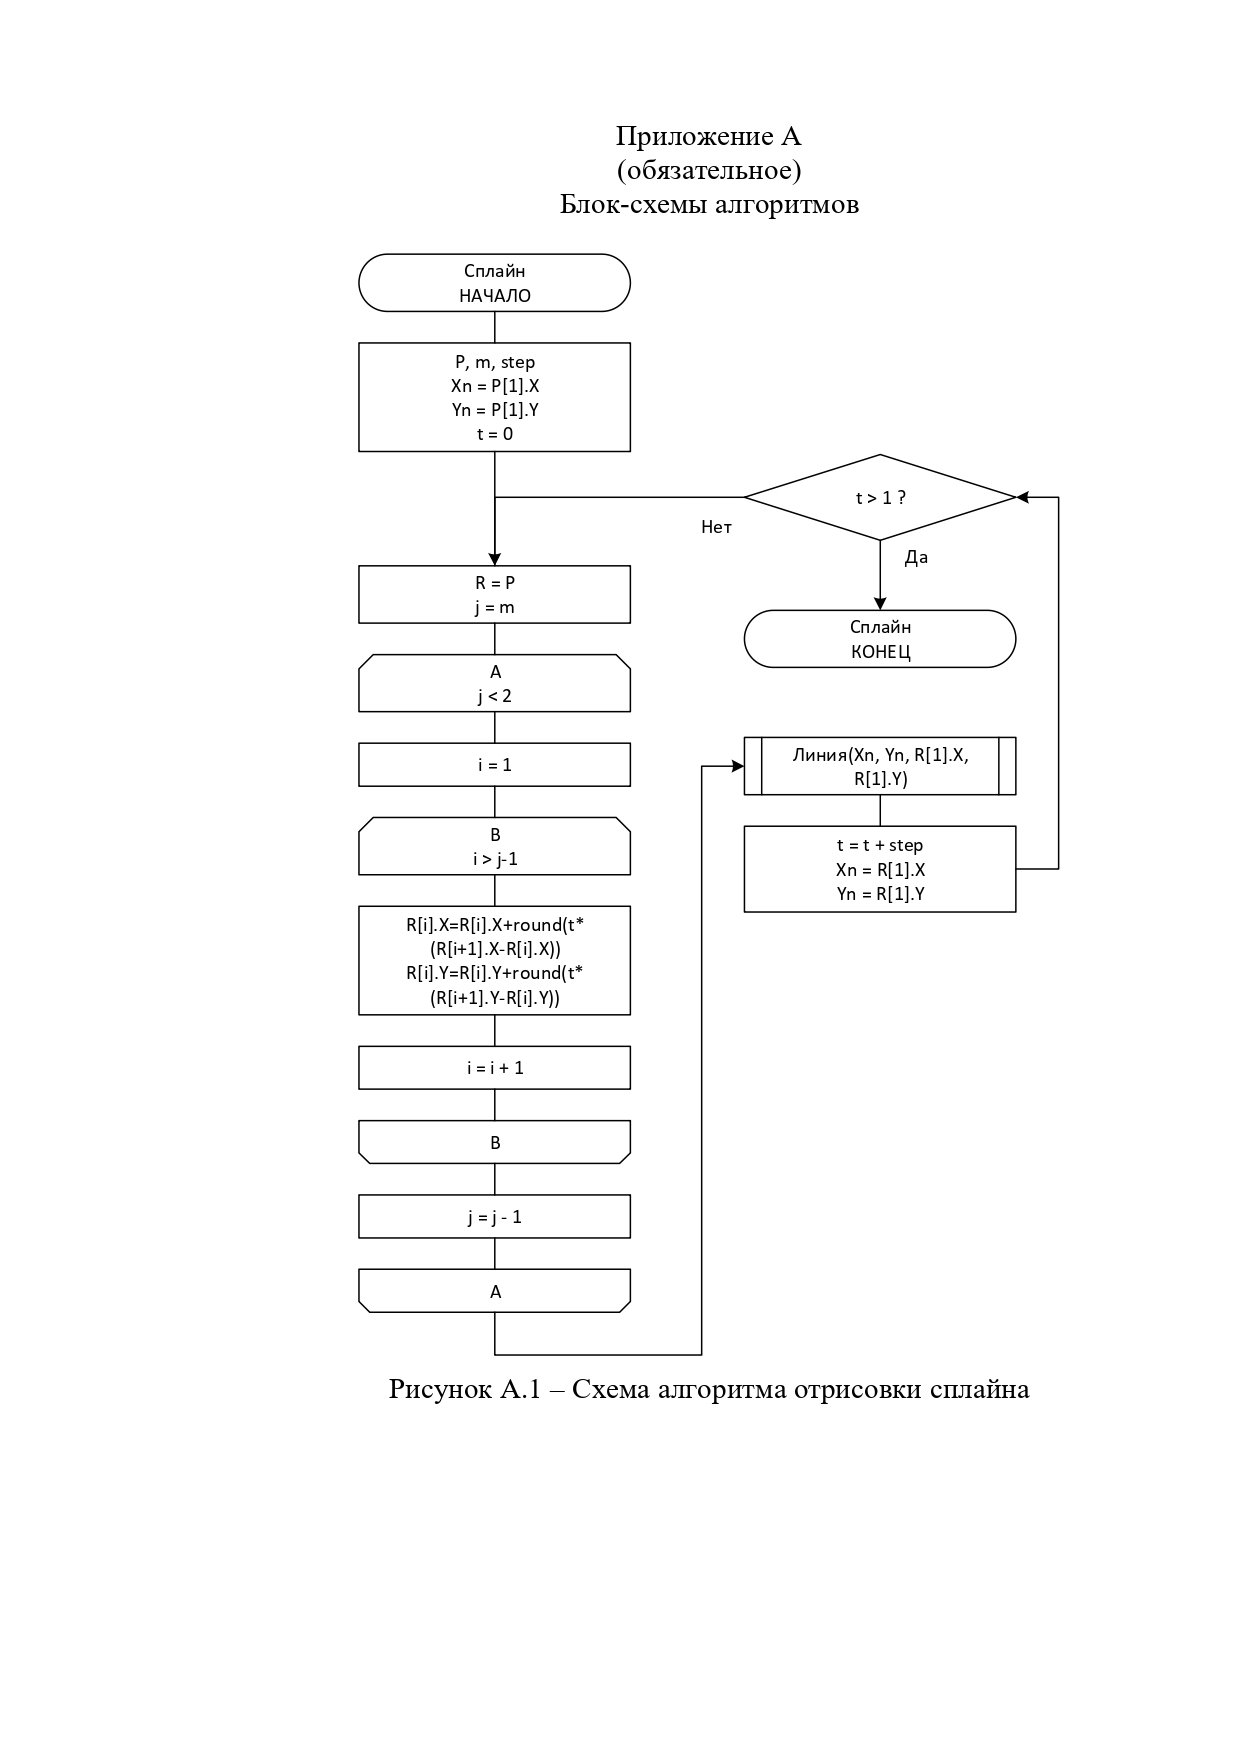 Приложение А
(обязательное)
Блок-схемы алгоритмов
Сплайн
НАЧАЛО
P, m, step
Xn = P[1].X
Yn = P[1].Y
t = 0
t > 1 ?
Нет
Да
Сплайн
КОНЕЦ
R = P
j = m
A
j < 2
i = 1
B
i > j-1
R[i].X=R[i].X+round(t*
(R[i+1].X-R[i].X))
R[i].Y=R[i].Y+round(t*
(R[i+1].Y-R[i].Y))
i = i + 1
B
j = j - 1
A
Линия(Xn, Yn, R[1].X,
R[1].Y)
t = t + step
Xn = R[1].X
Yn = R[1].Y
Рисунок А.1 – Схема алгоритма отрисовки сплайна